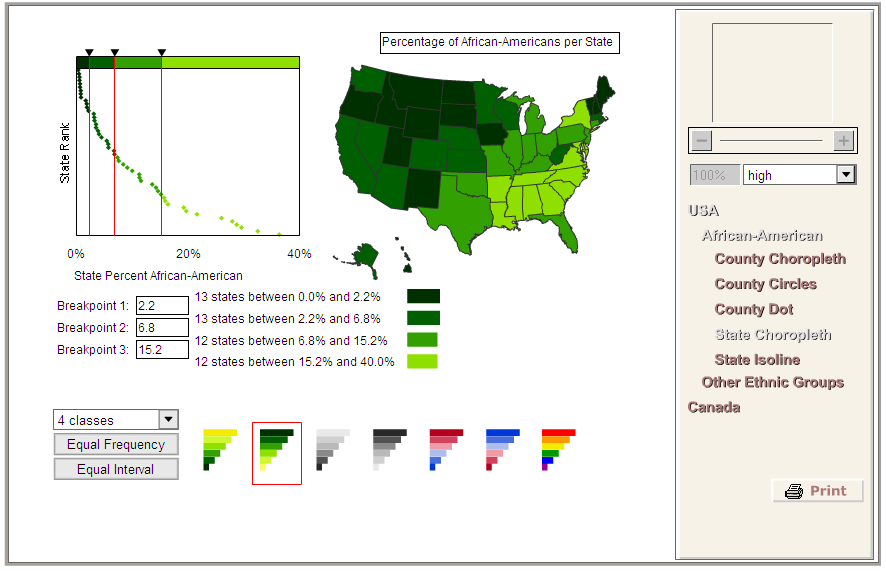 Percentage of African-Americans per State
State Rank
0% 20% 40%
State Percent African-American
Breakpoint 1: 2.2
Breakpoint 2: 6.8
Breakpoint 3: 15.2
13 states between 0.0% and 2.2%
13 states between 2.2% and 6.8%
12 states between 6.8% and 15.2%
12 states between 15.2% and 40.0%
4 classes
Equal Frequency
Equal Interval
100% high
USA
African-American
County Choropleth
County Circles
County Dot
State Choropleth
State Isoline
Other Ethnic Groups
Canada
Print